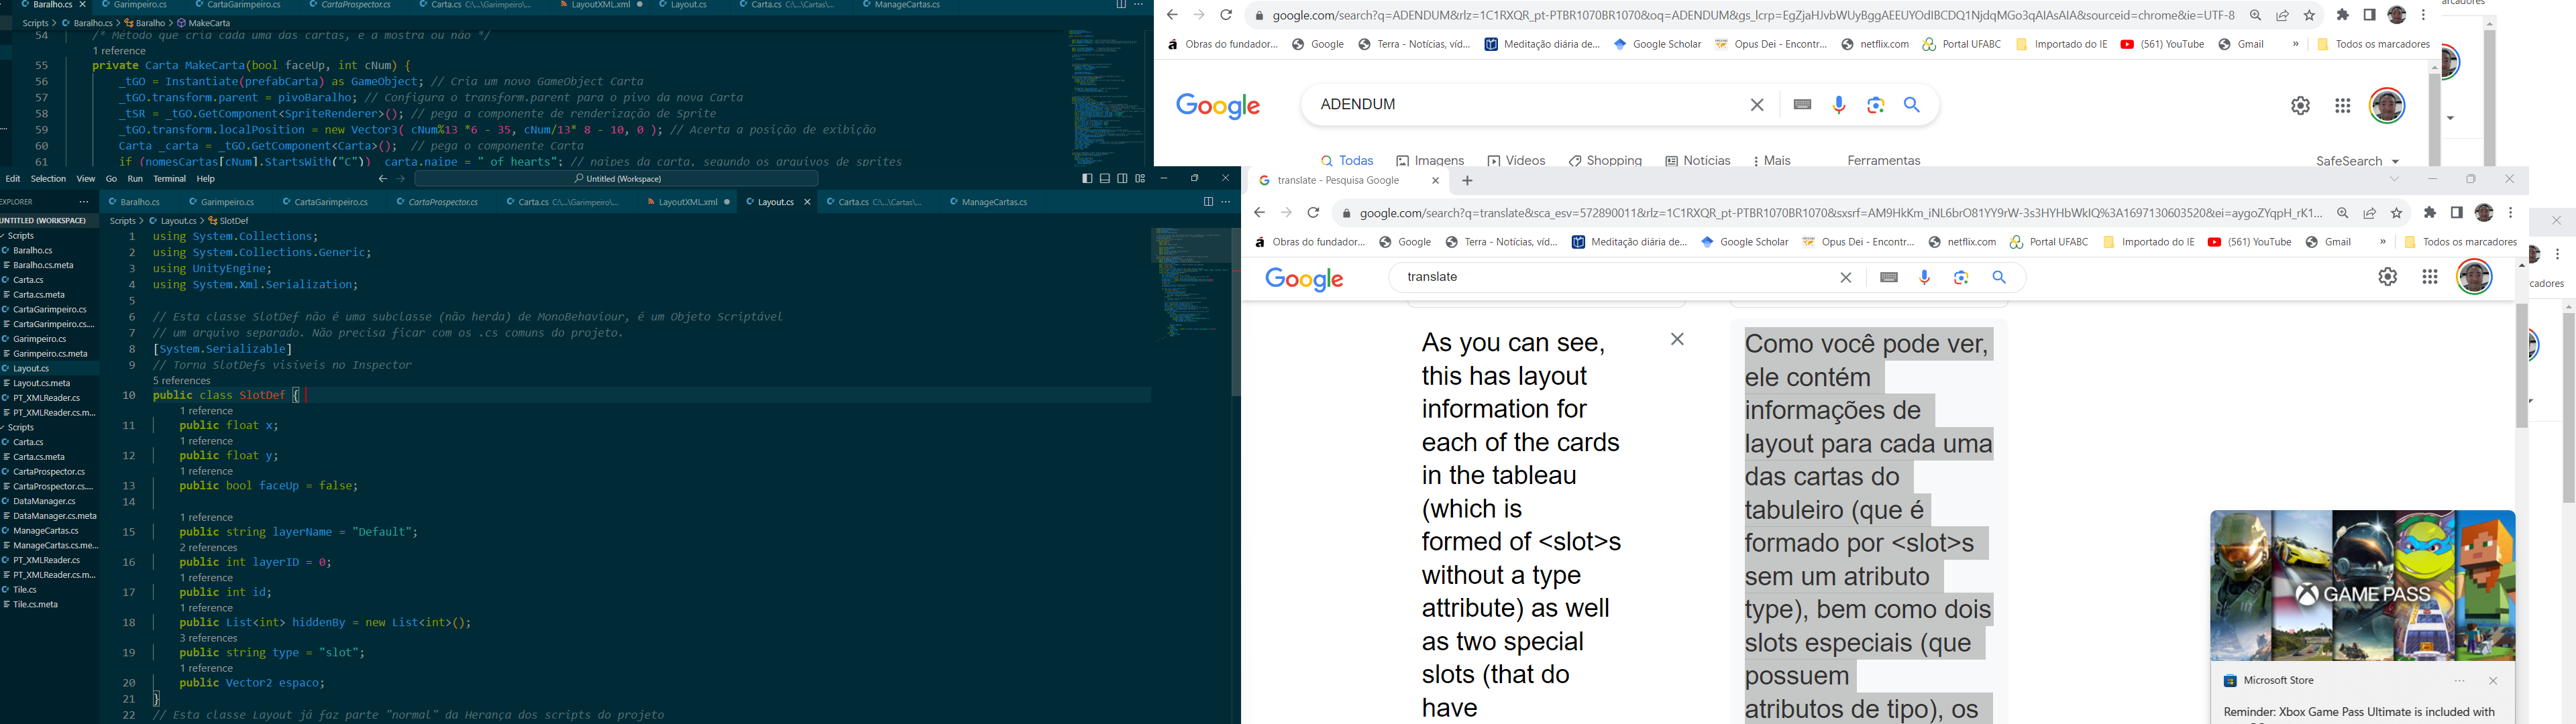 Baralho.cs
Garimpeiro.cs
CartaGarimpeiro.cs
CartaProspector.cs
Carta.cs C:\...\Garimpeiro\...
LayoutXML.xml
Layout.cs
Carta.cs C:\...\Cartas\...
ManageCartas.cs
Scripts > Baralho.cs > Baralho > MakeCarta
54 /* Método que cria cada uma das cartas, e a mostra ou não */
1 reference
55 private Carta MakeCarta(bool faceUp, int cNum) {
56 _tGO = Instantiate(prefabCarta) as GameObject; // Cria um novo GameObject Carta
57 _tGO.transform.parent = pivoBaralho; // Configura o transform.parent para o pivo da nova Carta
58 _tSR = _tGO.GetComponent<SpriteRenderer>(); // pega a componente de renderização de Sprite
59 _tGO.transform.localPosition = new Vector3( cNum%13 *6 - 35, cNum/13* 8 - 10, 0 ); // Acerta a posição de exibição
60 Carta _carta = _tGO.GetComponent<Carta>(); // pega o componente Carta
61 if (nomesCartas[cNum].StartsWith("C")) _carta.naipe = " of hearts"; // naipes da carta, segundo os arquivos de sprites
Edit Selection View Go Run Terminal Help
Untitled (Workspace)
EXPLORER
UNTITLED (WORKSPACE)
Scripts
Baralho.cs
Baralho.cs.meta
Carta.cs
Carta.cs.meta
CartaGarimpeiro.cs
CartaGarimpeiro.cs....
Garimpeiro.cs
Garimpeiro.cs.meta
Layout.cs
Layout.cs.meta
PT_XMLReader.cs
PT_XMLReader.cs.m...
Scripts
Carta.cs
Carta.cs.meta
CartaProspector.cs
CartaProspector.cs....
DataManager.cs
DataManager.cs.meta
ManageCartas.cs
ManageCartas.cs.me...
PT_XMLReader.cs
PT_XMLReader.cs.m...
Tile.cs
Tile.cs.meta
Baralho.cs
Garimpeiro.cs
CartaGarimpeiro.cs
CartaProspector.cs
Carta.cs C:\...\Garimpeiro\...
LayoutXML.xml
Layout.cs
Carta.cs C:\...\Cartas\...
ManageCartas.cs
Scripts > Layout.cs > SlotDef
1 using System.Collections;
2 using System.Collections.Generic;
3 using UnityEngine;
4 using System.Xml.Serialization;
5
6 // Esta classe SlotDef não é uma subclasse (não herda) de MonoBehaviour, é um Objeto Scriptável
7 // um arquivo separado. Não precisa ficar com os .cs comuns do projeto.
8 [System.Serializable]
9 // Torna SlotDefs visíveis no Inspector
5 references
10 public class SlotDef {
1 reference
11 public float x;
1 reference
12 public float y;
1 reference
13 public bool faceUp = false;
14
1 reference
15 public string layerName = "Default";
2 references
16 public int layerID = 0;
1 reference
17 public int id;
1 reference
18 public List<int> hiddenBy = new List<int>();
3 references
19 public string type = "slot";
1 reference
20 public Vector2 espaco;
21 }
22 // Esta classe Layout já faz parte "normal" da Herança dos scripts do projeto
google.com/search?q=ADENDUM&rlz=1C1RXQR_pt-PTBR1070BR1070&oq=ADENDUM&gs_lcrp=EgZjaHJvbWUyBggAEEUYOdIBCDQ1NjdqMGo3qAIAsAIA&sourceid=chrome&ie=UTF-8
Obras do fundador...
Google
Terra - Notícias, víd...
Meditação diária de...
Google Scholar
Opus Dei - Encontr...
netflix.com
Portal UFABC
Importado do IE
(561) YouTube
Gmail
»
Todos os marcadores
arcadores
Google
ADENDUM
Todas
Imagens
Vídeos
Shopping
Notícias
Mais
Ferramentas
SafeSearch
translate - Pesquisa Google
google.com/search?q=translate&sca_esv=572890011&rlz=1C1RXQR_pt-PTBR1070BR1070&sxsrf=AM9HkKm_iNL6brO81YY9rW-3s3HYHbWkIQ%3A1697130603520&ei=aygoZYqpH_rK1...
Obras do fundador...
Google
Terra - Notícias, víd...
Meditação diária de...
Google Scholar
Opus Dei - Encontr...
netflix.com
Portal UFABC
Importado do IE
(561) YouTube
Gmail
»
Todos os marcadores
cadores
Google
translate
As you can see,
this has layout
information for
each of the cards
in the tableau
(which is
formed of <slot>s
without a type
attribute) as well
as two special
slots (that do
have
Como você pode ver,
ele contém
informações de
layout para cada uma
das cartas do
tabuleiro (que é
formado por <slot>s
sem um atributo
type), bem como dois
slots especiais (que
possuem
atributos de tipo), os
XBOX GAME PASS
Microsoft Store
Reminder: Xbox Game Pass Ultimate is included with